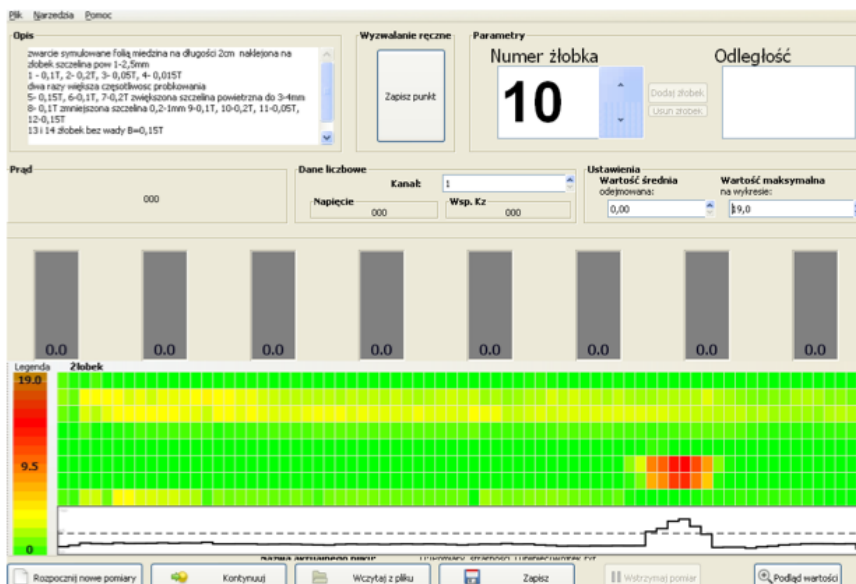 Plik Narzedzia Pomoc
Opis
zwarcie symulowane folią miedzina na długości 2cm naklejona na
żłobek szczelina pow 1-2,5mm
1 - 0,1T, 2- 0,2T, 3- 0,05T, 4- 0,015T
dwa razy większa częsotliwosc probkowania
5- 0,15T, 6-0,1T, 7-0,2T zwiększona szczelina powietrzna do 3-4mm
8- 0,1T zmniejszona szczelina 0,2-1mm 9-0,1T, 10-0,2T, 11-0,05T,
12-0,15T
13 i 14 żłobek bez wady B=0,15T
Wyzwalanie ręczne
Zapisz punkt
Parametry
Numer żłobka
10
Dodaj żłobek
Usuń żłobek
Odległość
Prąd
000
Dane liczbowe
Kanał: 1
Napięcie
000
Wsp. Kz
000
Ustawienia
Wartość średnia
odejmowana:
0,00
Wartość maksymalna
na wykresie:
19,0
0.0 0.0 0.0 0.0 0.0 0.0 0.0 0.0
Legenda
Żłobek
19.0
9.5
0
Nazwa aktualnego pliku:
Rozpocznij nowe pomiary
Kontynuuj
Wczytaj z pliku
Zapisz
Wstrzymaj pomiar
Podląd wartości